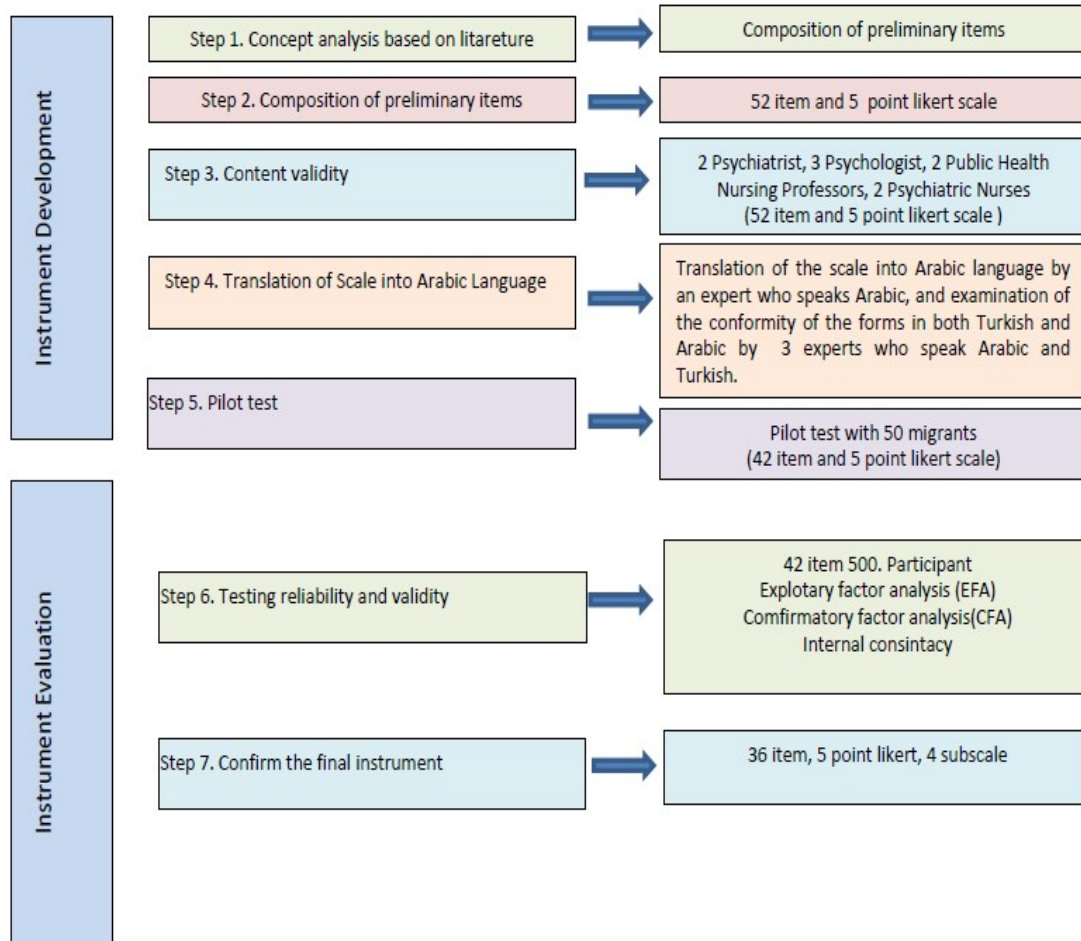 Instrument Development
Step 1. Concept analysis based on litareture
Composition of preliminary items
Step 2. Composition of preliminary items
52 item and 5 point likert scale
Step 3. Content validity
2 Psychiatrist, 3 Psychologist, 2 Public Health
Nursing Professors, 2 Psychiatric Nurses
(52 item and 5 point likert scale )
Step 4. Translation of Scale into Arabic Language
Translation of the scale into Arabic language by
an expert who speaks Arabic, and examination of
the conformity of the forms in both Turkish and
Arabic by 3 experts who speak Arabic and
Turkish.
Step 5. Pilot test
Pilot test with 50 migrants
(42 item and 5 point likert scale)
Instrument Evaluation
Step 6. Testing reliability and validity
42 item 500. Participant
Explotary factor analysis (EFA)
Comfirmatory factor analysis(CFA)
Internal consintacy
Step 7. Confirm the final instrument
36 item, 5 point likert, 4 subscale